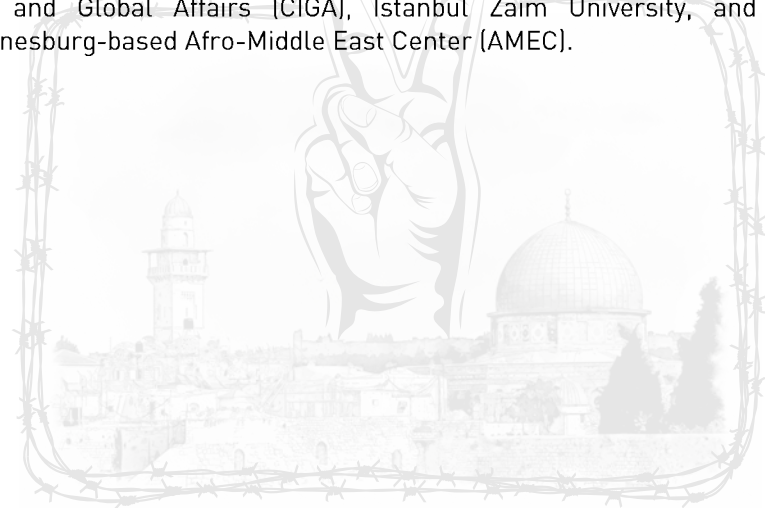 and Global Affairs (CIGA), Istanbul Zaim University, and
nesburg-based Afro-Middle East Center (AMEC).